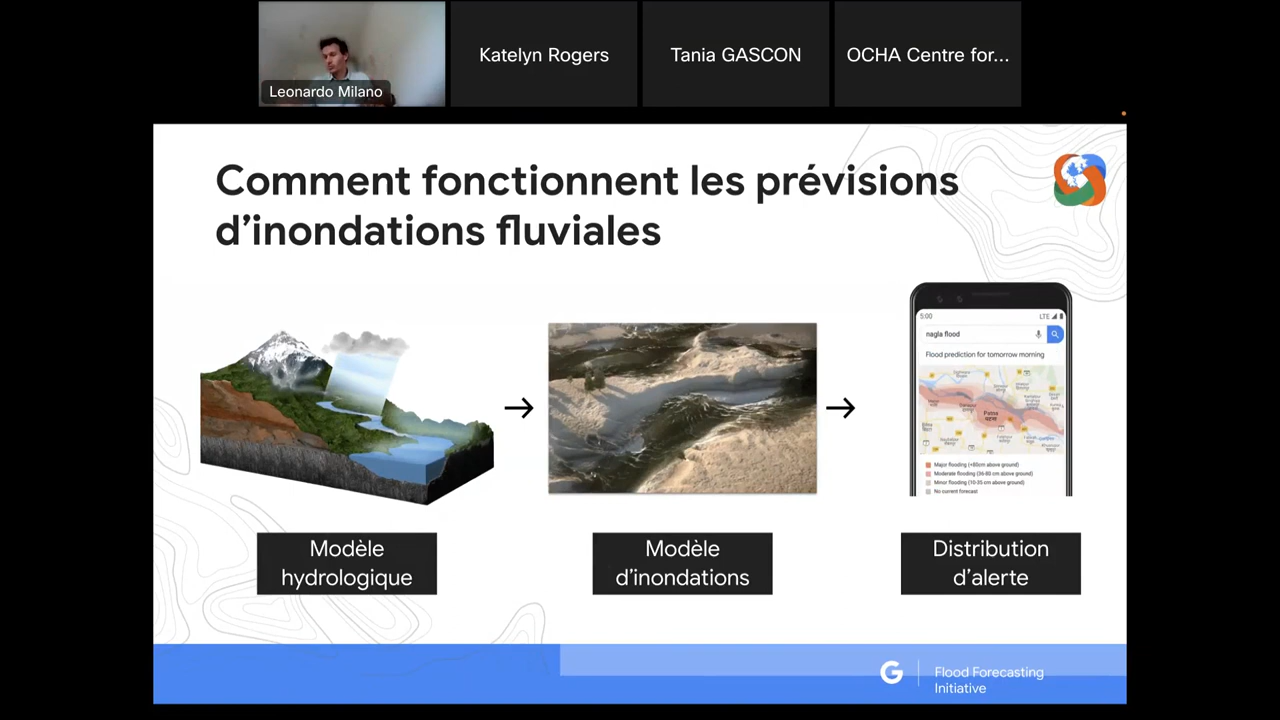 Leonardo Milano
Katelyn Rogers
Tania GASCON
OCHA Centre for...
Comment fonctionnent les prévisions
d’inondations fluviales
5:00
LTE
nagla flood
Flood prediction for tomorrow morning
Patna
Major flooding (+80cm above ground)
Moderate flooding (36-80 cm above ground)
Minor flooding (10-35 cm above ground)
No current forecast
Modèle
hydrologique
Modèle
d’inondations
Distribution
d’alerte
G
Flood Forecasting
Initiative